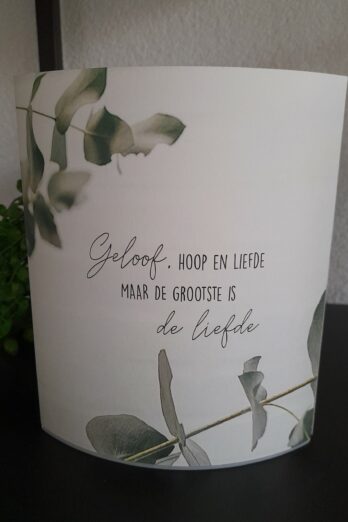 Geloof, HOOP EN LIEFDE
MAAR DE GROOTSTE IS
de liefde